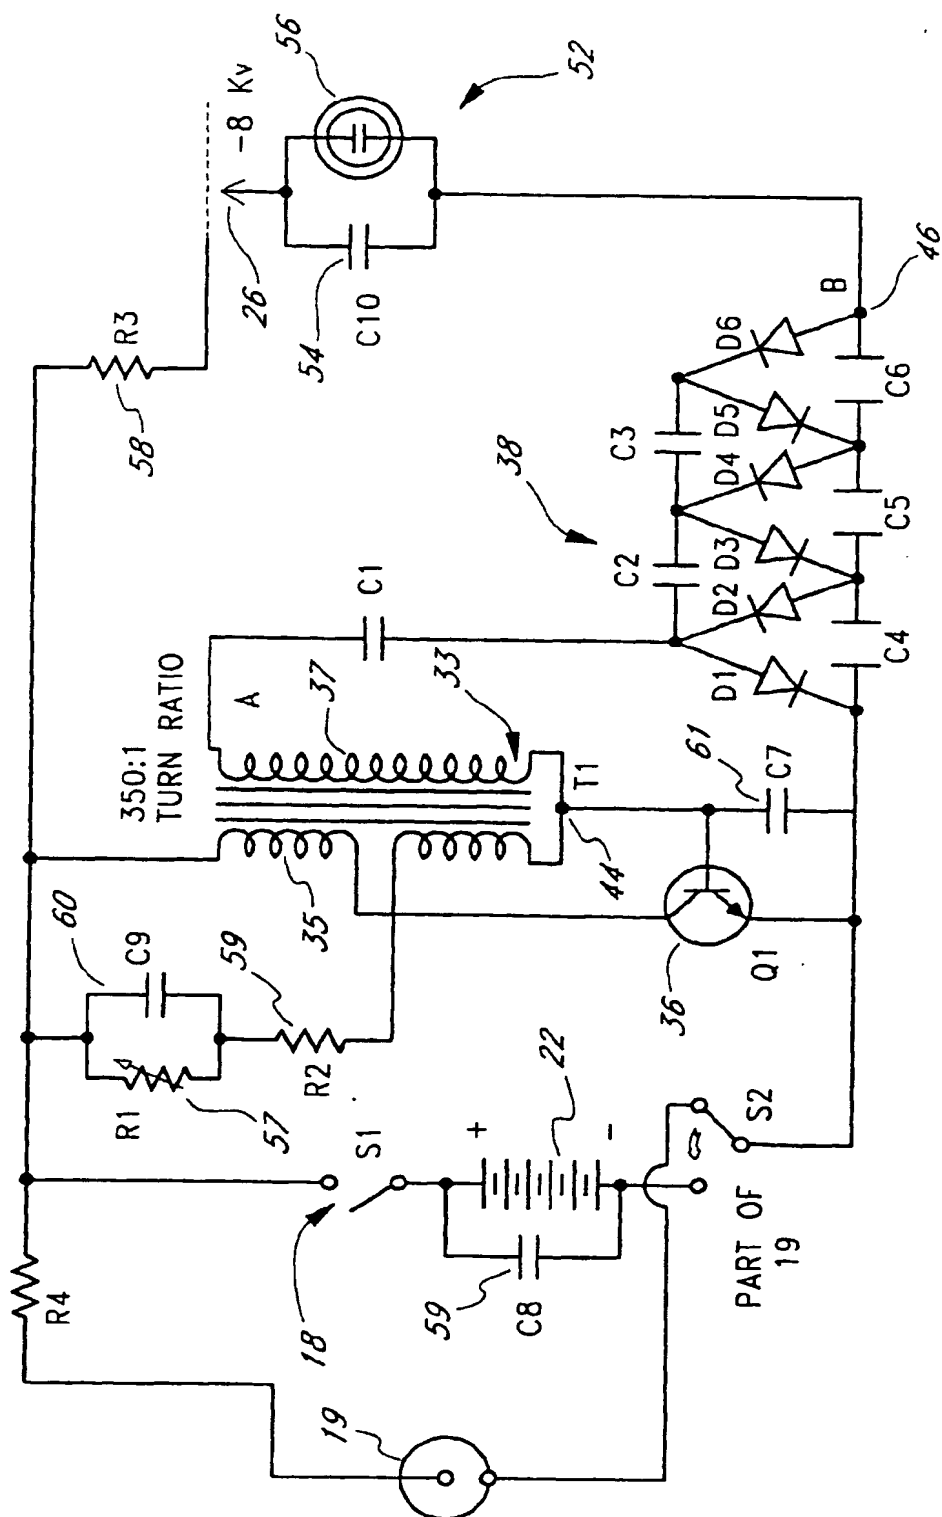 R4
R1
57
60
C9
59
R2
350:1
TURN RATIO
35
37
A
33
T1
44
R3
58
-8 Kv
26
56
52
54
C10
19
18
S1
+
-
22
59
C8
PART OF
19
S2
36
Q1
61
C7
C1
38
C2
C3
D1
D2
D3
D4
D5
D6
C4
C5
C6
B
46